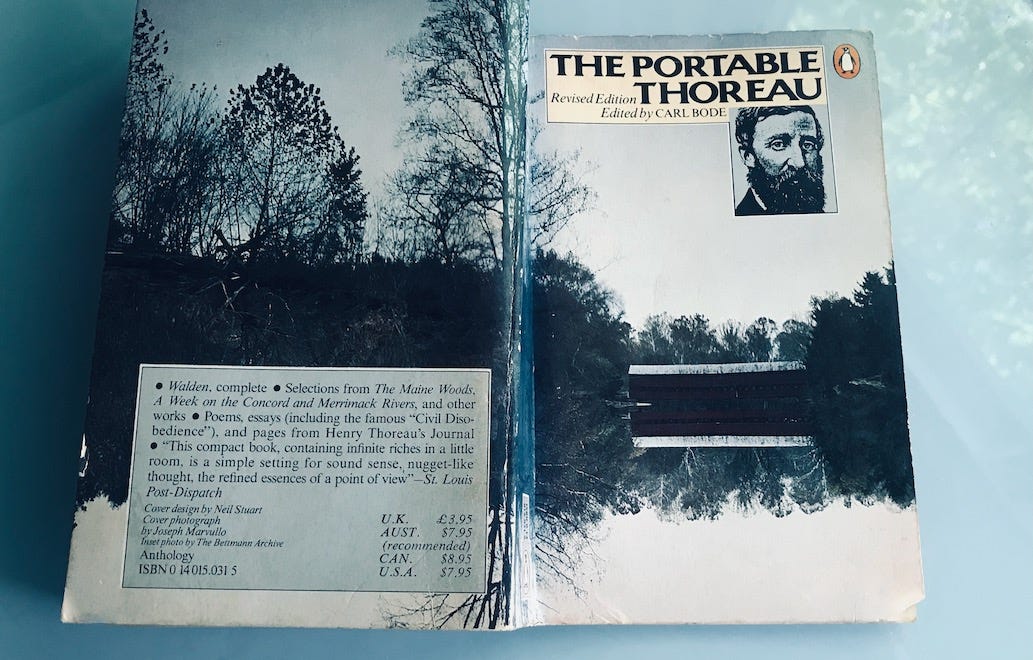 THE PORTABLE
THOREAU
Revised Edition
Edited by CARL BODE
● Walden, complete ● Selections from The Maine Woods,
A Week on the Concord and Merrimack Rivers, and other
works ● Poems, essays (including the famous “Civil Diso-
bedience”), and pages from Henry Thoreau's Journal
● “This compact book, containing infinite riches in a little
room, is a simple setting for sound sense, nugget-like
thought, the refined essences of a point of view”—St. Louis
Post-Dispatch
Cover design by Neil Stuart
Cover photograph
by Joseph Marvullo
Inset photo by The Bettmann Archive
Anthology
ISBN 0 14 015.031 5
U.K. £3.95
AUST. $7.95
(recommended)
CAN. $8.95
U.S.A. $7.95